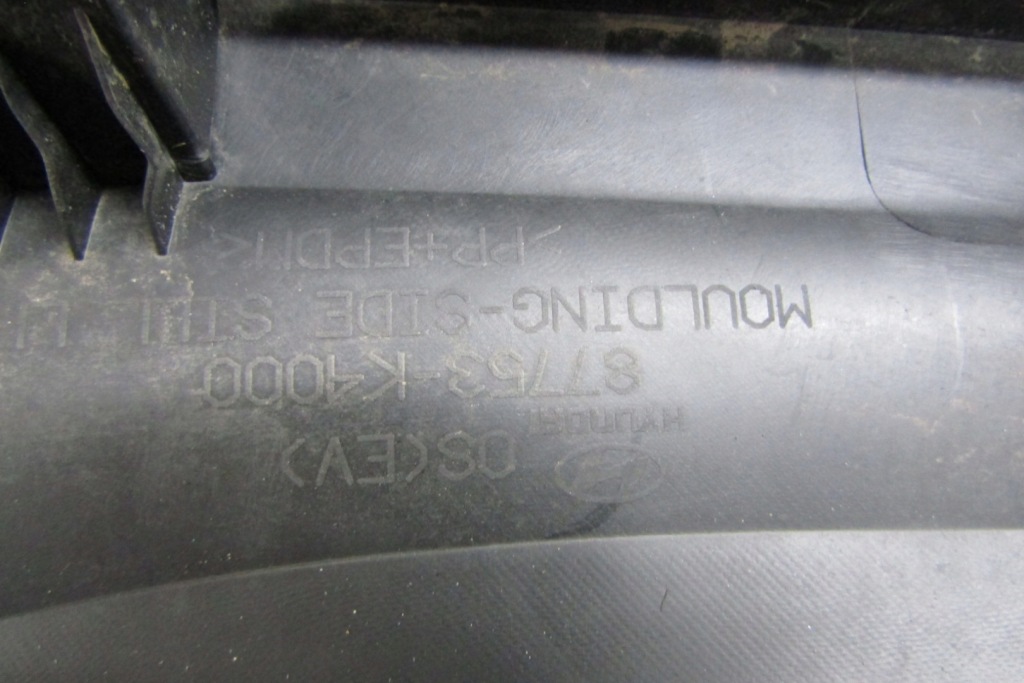 OS(EV)
HYUNDAI
87753-K4000
MOULDING-SIDE SILL
>PP+EPDM<